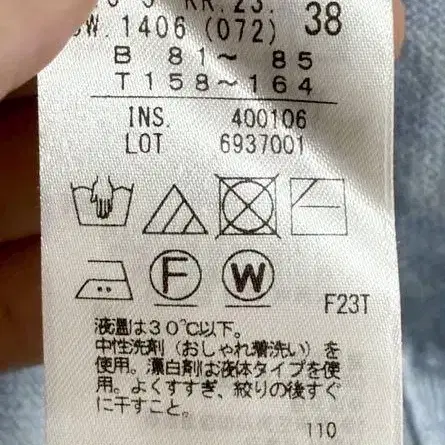 RR.23. 38
W.1406 (072)
B 81～ 85
T 158～164
INS. 400106
LOT 6937001
F W
F23T
液温は30℃以下。
中性洗剤（おしゃれ着洗い）を
使用。漂白剤は液体タイプを使
用。よくすすぎ、絞りの後すぐ
に干すこと。
110